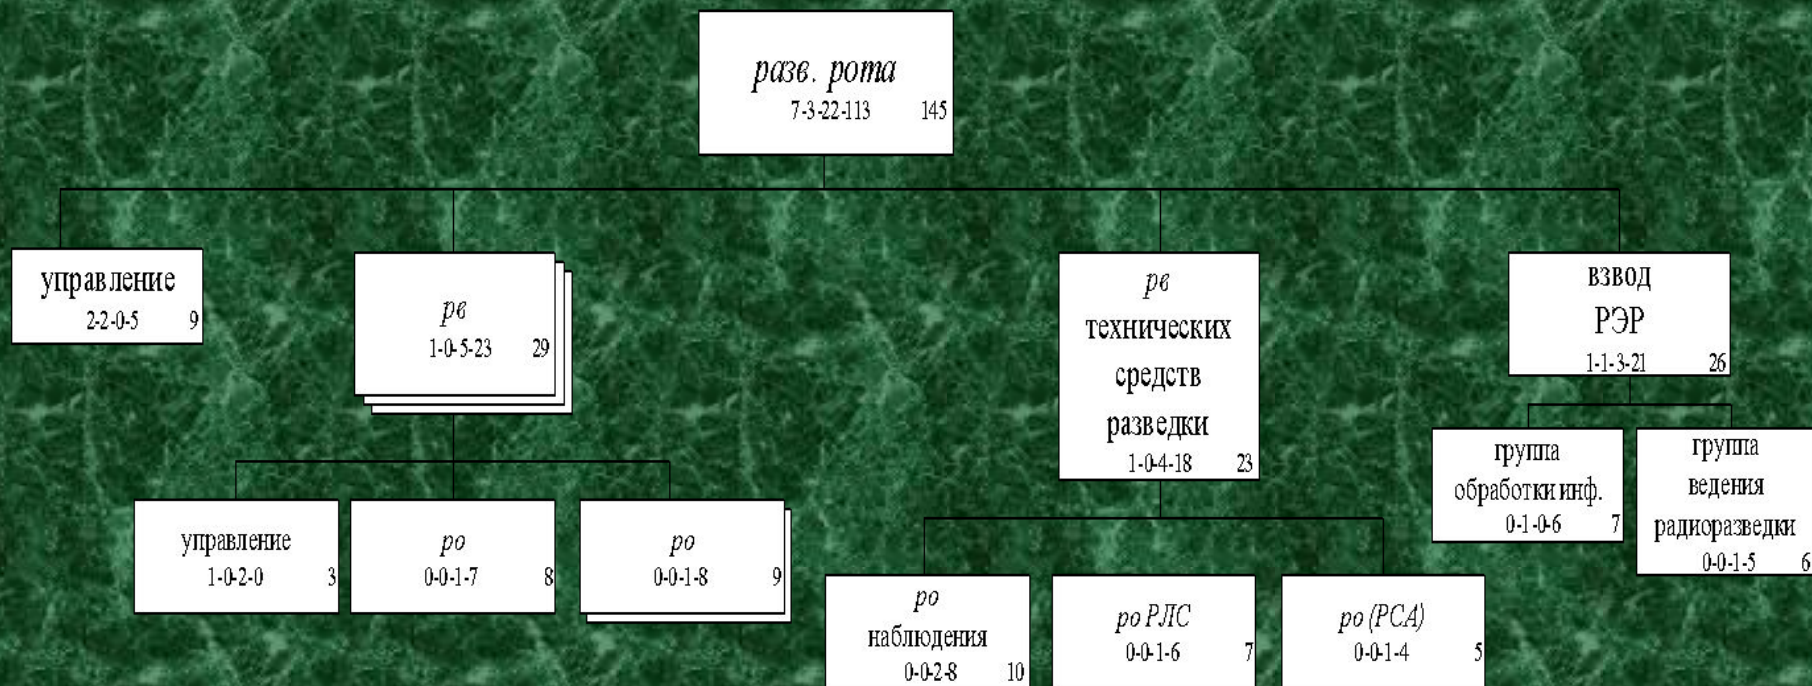 разв. рота
7-3-22-113 145
управление
2-2-0-5 9
рв
1-0-5-23 29
рв
технических
средств
разведки
1-0-4-18 23
взвод
РЭР
1-1-3-21 26
управление
1-0-2-0 3
ро
0-0-1-7 8
ро
0-0-1-8 9
ро
наблюдения
0-0-2-8 10
ро РЛС
0-0-1-6 7
ро (РСА)
0-0-1-4 5
группа
обработки инф.
0-1-0-6 7
группа
ведения
радиоразведки
0-0-1-5 6